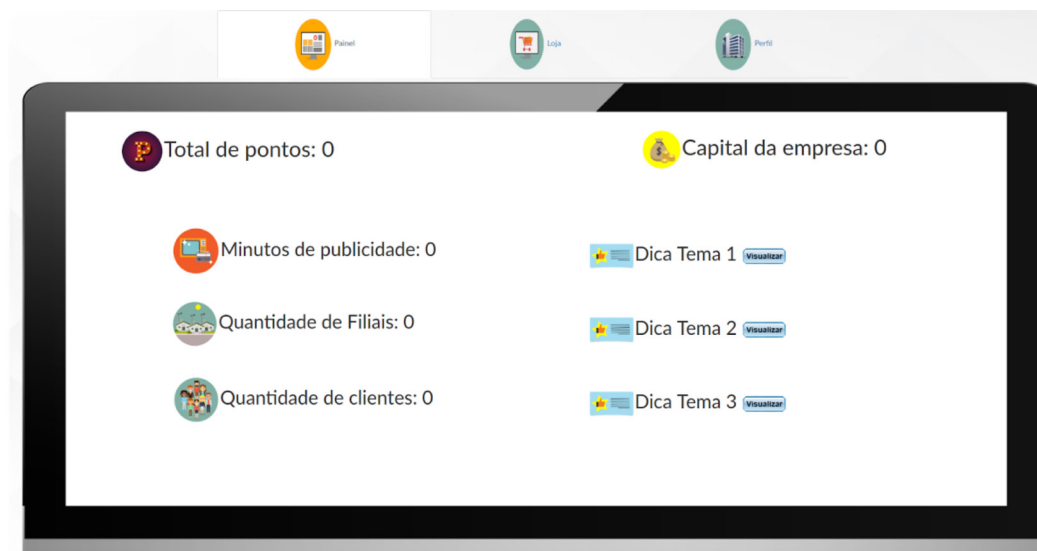 Painel
Loja
Perfil
P
Total de pontos: 0
Capital da empresa: 0
Minutos de publicidade: 0
Dica Tema 1 Visualizar
Quantidade de Filiais: 0
Dica Tema 2 Visualizar
Quantidade de clientes: 0
Dica Tema 3 Visualizar